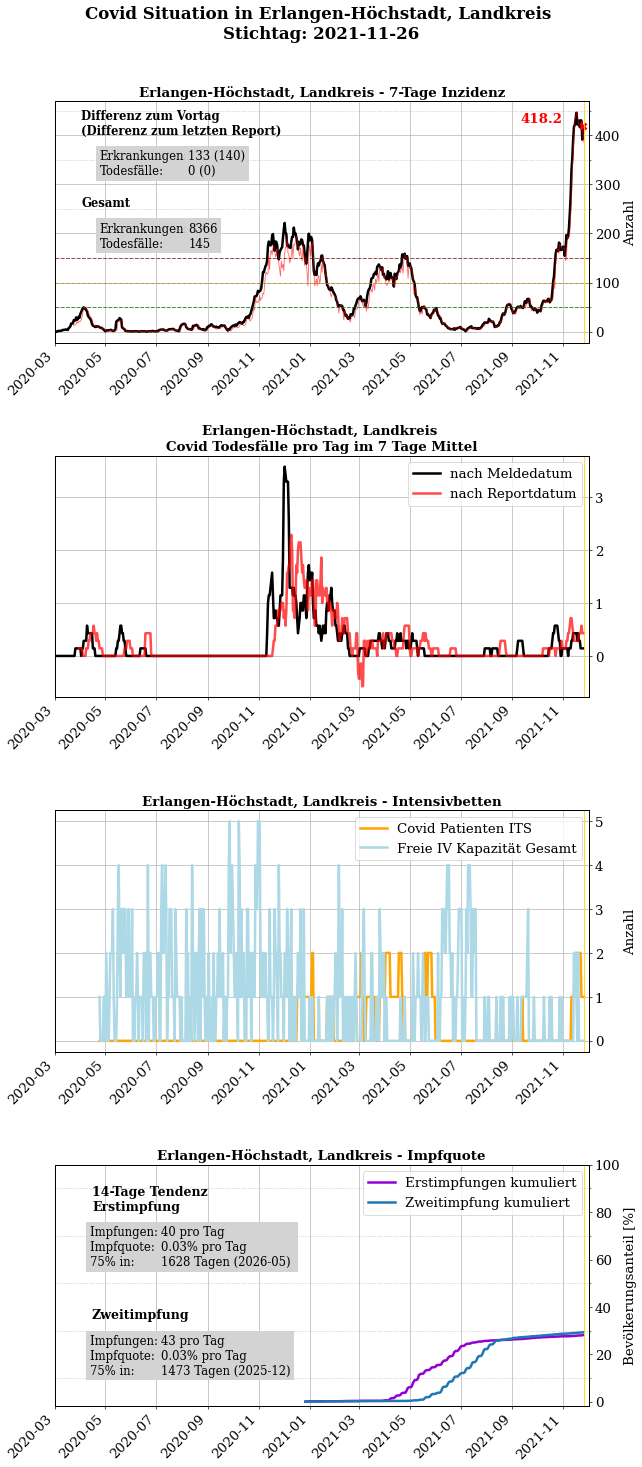 Covid Situation in Erlangen-Höchstadt, Landkreis
Stichtag: 2021-11-26
Erlangen-Höchstadt, Landkreis - 7-Tage Inzidenz
Differenz zum Vortag
(Differenz zum letzten Report)
Erkrankungen 133 (140)
Todesfälle: 0 (0)
Gesamt
Erkrankungen 8366
Todesfälle: 145
418.2
400
300
200
100
0
Anzahl
2020-03
2020-05
2020-07
2020-09
2020-11
2021-01
2021-03
2021-05
2021-07
2021-09
2021-11
Erlangen-Höchstadt, Landkreis
Covid Todesfälle pro Tag im 7 Tage Mittel
nach Meldedatum
nach Reportdatum
3
2
1
0
2020-03
2020-05
2020-07
2020-09
2020-11
2021-01
2021-03
2021-05
2021-07
2021-09
2021-11
Erlangen-Höchstadt, Landkreis - Intensivbetten
Covid Patienten ITS
Freie IV Kapazität Gesamt
5
4
3
2
1
0
Anzahl
2020-03
2020-05
2020-07
2020-09
2020-11
2021-01
2021-03
2021-05
2021-07
2021-09
2021-11
Erlangen-Höchstadt, Landkreis - Impfquote
14-Tage Tendenz
Erstimpfung
Impfungen: 40 pro Tag
Impfquote: 0.03% pro Tag
75% in: 1628 Tagen (2026-05)
Zweitimpfung
Impfungen: 43 pro Tag
Impfquote: 0.03% pro Tag
75% in: 1473 Tagen (2025-12)
Erstimpfungen kumuliert
Zweitimpfung kumuliert
100
80
60
40
20
0
Bevölkerungsanteil [%]
2020-03
2020-05
2020-07
2020-09
2020-11
2021-01
2021-03
2021-05
2021-07
2021-09
2021-11